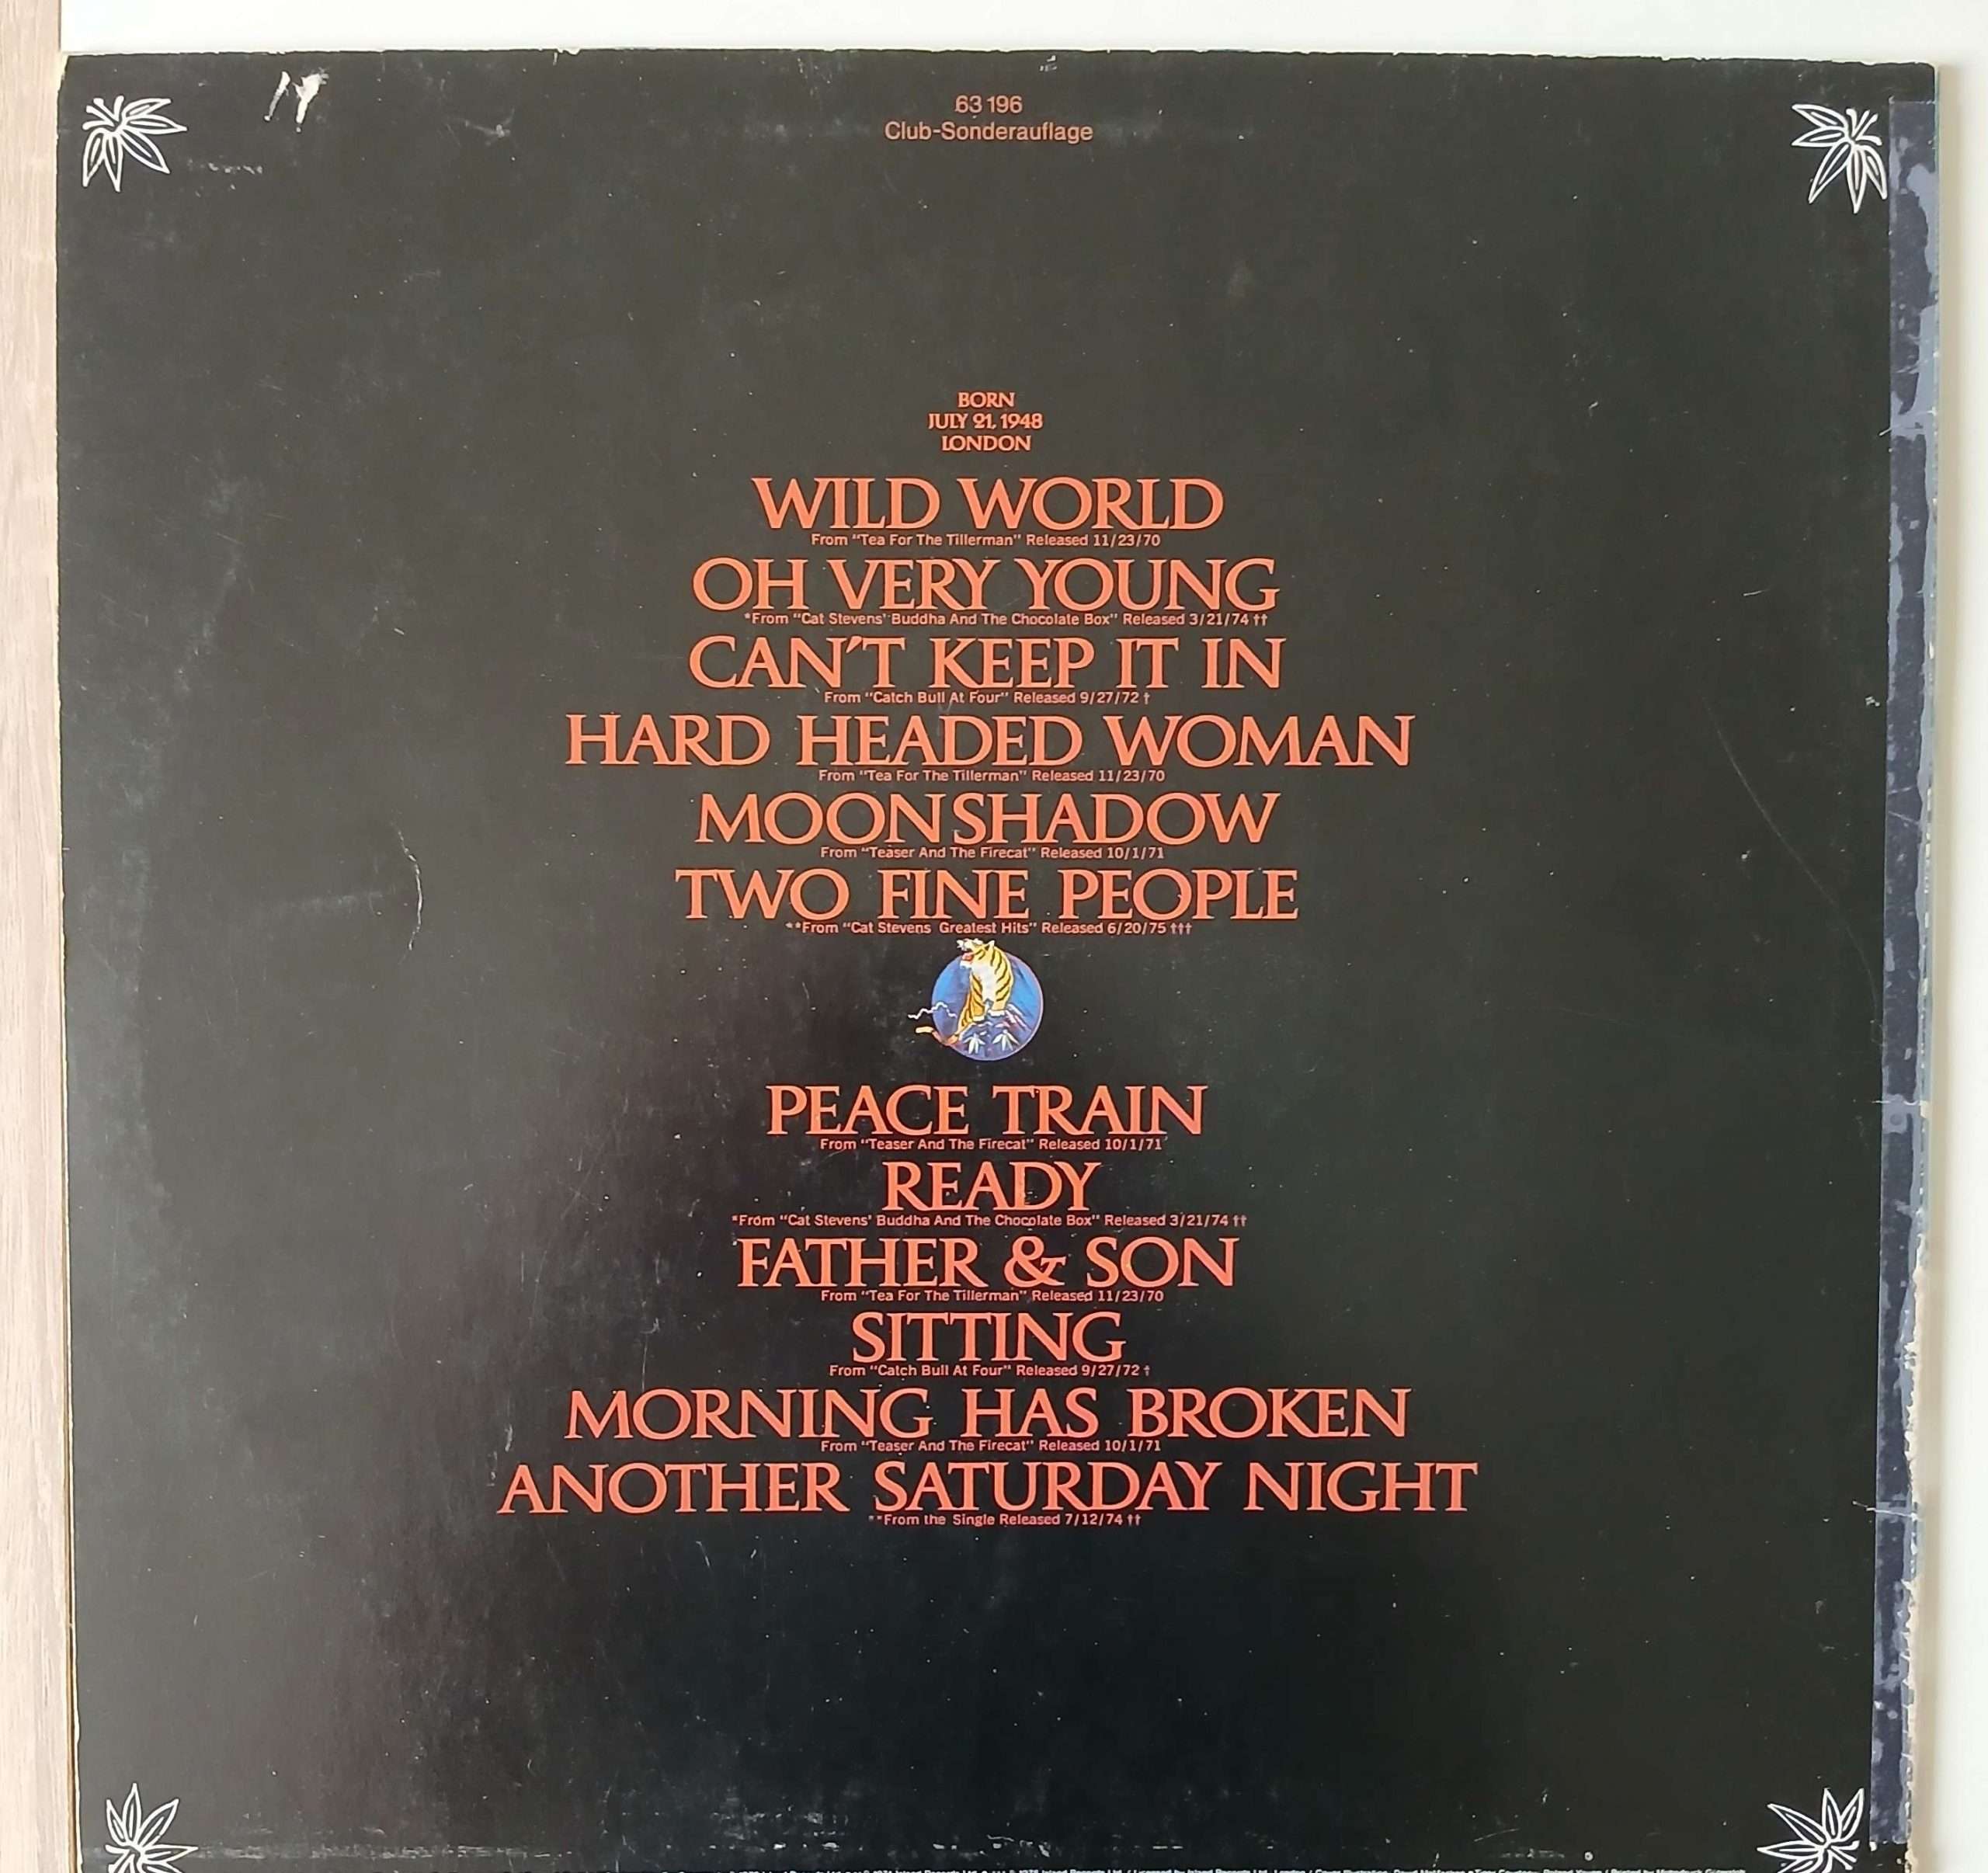 63 196
Club-Sonderauflage
BORN
JULY 21, 1948
LONDON
WILD WORLD
From "Tea For The Tillerman" Released 11/23/70
OH VERY YOUNG
*From "Cat Stevens' Buddha And The Chocolate Box" Released 3/21/74 ††
CAN'T KEEP IT IN
From "Catch Bull At Four" Released 9/27/72 †
HARD HEADED WOMAN
From "Tea For The Tillerman" Released 11/23/70
MOONSHADOW
From "Teaser And The Firecat" Released 10/1/71
TWO FINE PEOPLE
**From "Cat Stevens Greatest Hits" Released 6/20/75 †††
PEACE TRAIN
From "Teaser And The Firecat" Released 10/1/71
READY
*From "Cat Stevens' Buddha And The Chocolate Box" Released 3/21/74 ††
FATHER & SON
From "Tea For The Tillerman" Released 11/23/70
SITTING
From "Catch Bull At Four" Released 9/27/72 †
MORNING HAS BROKEN
From "Teaser And The Firecat" Released 10/1/71
ANOTHER SATURDAY NIGHT
**From the Single Released 7/12/74 ††